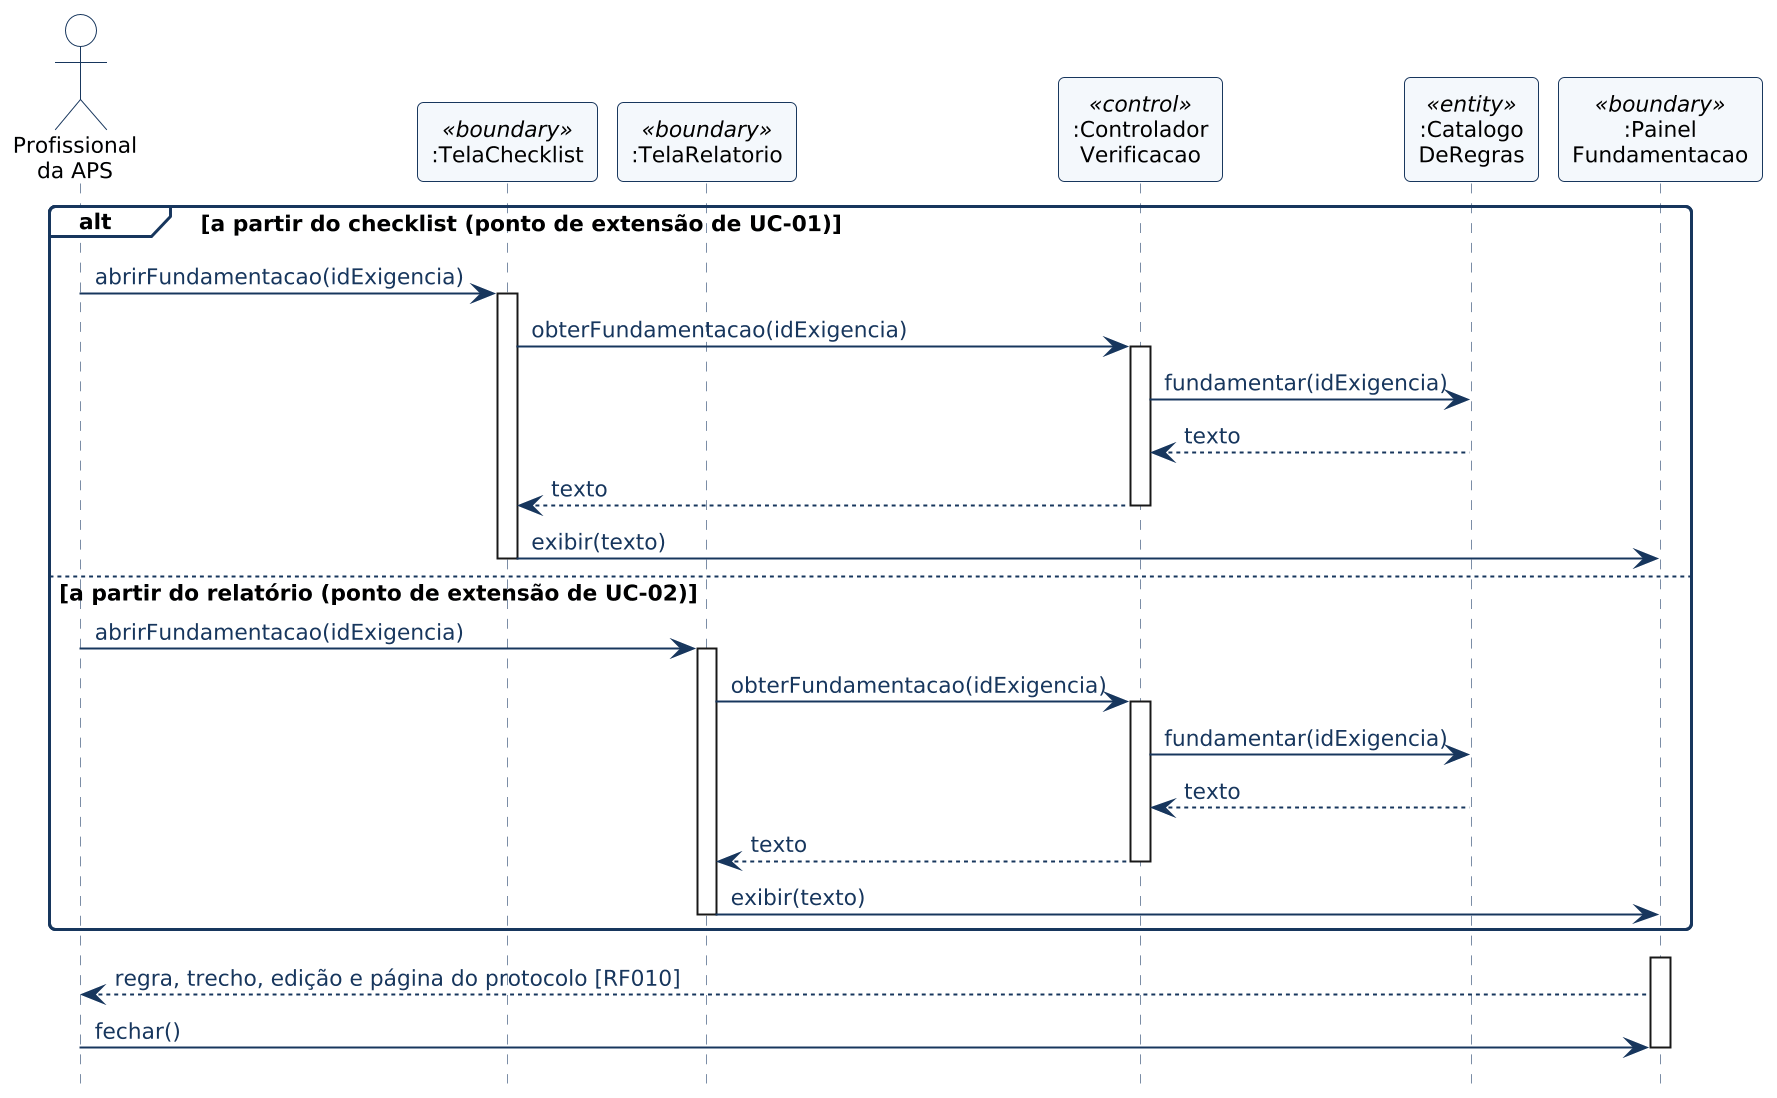 Profissional
da APS
«boundary»
:TelaChecklist
«boundary»
:TelaRelatorio
«control»
:Controlador
Verificacao
«entity»
:Catalogo
DeRegras
«boundary»
:Painel
Fundamentacao
alt
[a partir do checklist (ponto de extensão de UC-01)]
abrirFundamentacao(idExigencia)
obterFundamentacao(idExigencia)
fundamentar(idExigencia)
texto
texto
exibir(texto)
[a partir do relatório (ponto de extensão de UC-02)]
abrirFundamentacao(idExigencia)
obterFundamentacao(idExigencia)
fundamentar(idExigencia)
texto
texto
exibir(texto)
regra, trecho, edição e página do protocolo [RF010]
fechar()